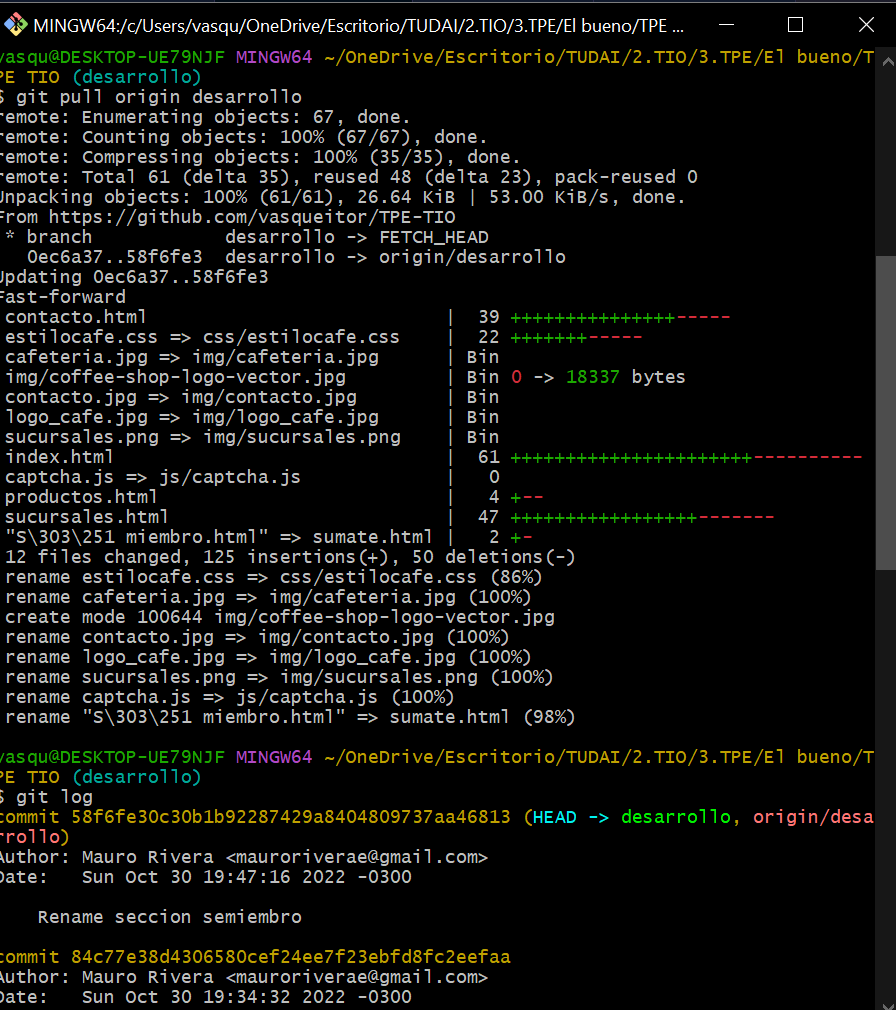 MINGW64:/c/Users/vasqu/OneDrive/Escritorio/TUDAI/2.TIO/3.TPE/El bueno/TPE ...
vasqu@DESKTOP-UE79NJF MINGW64 ~/OneDrive/Escritorio/TUDAI/2.TIO/3.TPE/El bueno/T
PE TIO (desarrollo)
$ git pull origin desarrollo
remote: Enumerating objects: 67, done.
remote: Counting objects: 100% (67/67), done.
remote: Compressing objects: 100% (35/35), done.
remote: Total 61 (delta 35), reused 48 (delta 23), pack-reused 0
Unpacking objects: 100% (61/61), 26.64 KiB | 53.00 KiB/s, done.
From https://github.com/vasqueitor/TPE-TIO
 * branch            desarrollo -> FETCH_HEAD
   0ec6a37..58f6fe3  desarrollo -> origin/desarrollo
Updating 0ec6a37..58f6fe3
Fast-forward
 contacto.html                           |  39 +++++++++++++++-----
 estilocafe.css => css/estilocafe.css    |  22 +++++++-----
 cafeteria.jpg => img/cafeteria.jpg      | Bin
 img/coffee-shop-logo-vector.jpg         | Bin 0 -> 18337 bytes
 contacto.jpg => img/contacto.jpg        | Bin
 logo_cafe.jpg => img/logo_cafe.jpg      | Bin
 sucursales.png => img/sucursales.png    | Bin
 index.html                              |  61 ++++++++++++++++++++++----------
 captcha.js => js/captcha.js             |   0
 productos.html                          |   4 +--
 sucursales.html                         |  47 +++++++++++++++++-------
 "S\303\251 miembro.html" => sumate.html |   2 +-
 12 files changed, 125 insertions(+), 50 deletions(-)
 rename estilocafe.css => css/estilocafe.css (86%)
 rename cafeteria.jpg => img/cafeteria.jpg (100%)
 create mode 100644 img/coffee-shop-logo-vector.jpg
 rename contacto.jpg => img/contacto.jpg (100%)
 rename logo_cafe.jpg => img/logo_cafe.jpg (100%)
 rename sucursales.png => img/sucursales.png (100%)
 rename captcha.js => js/captcha.js (100%)
 rename "S\303\251 miembro.html" => sumate.html (98%)
vasqu@DESKTOP-UE79NJF MINGW64 ~/OneDrive/Escritorio/TUDAI/2.TIO/3.TPE/El bueno/T
PE TIO (desarrollo)
$ git log
commit 58f6fe30c30b1b92287429a8404809737aa46813 (HEAD -> desarrollo, origin/desa
rrollo)
Author: Mauro Rivera <mauroriverae@gmail.com>
Date:   Sun Oct 30 19:47:16 2022 -0300
    Rename seccion semiembro
commit 84c77e38d4306580cef24ee7f23ebfd8fc2eefaa
Author: Mauro Rivera <mauroriverae@gmail.com>
Date:   Sun Oct 30 19:34:32 2022 -0300